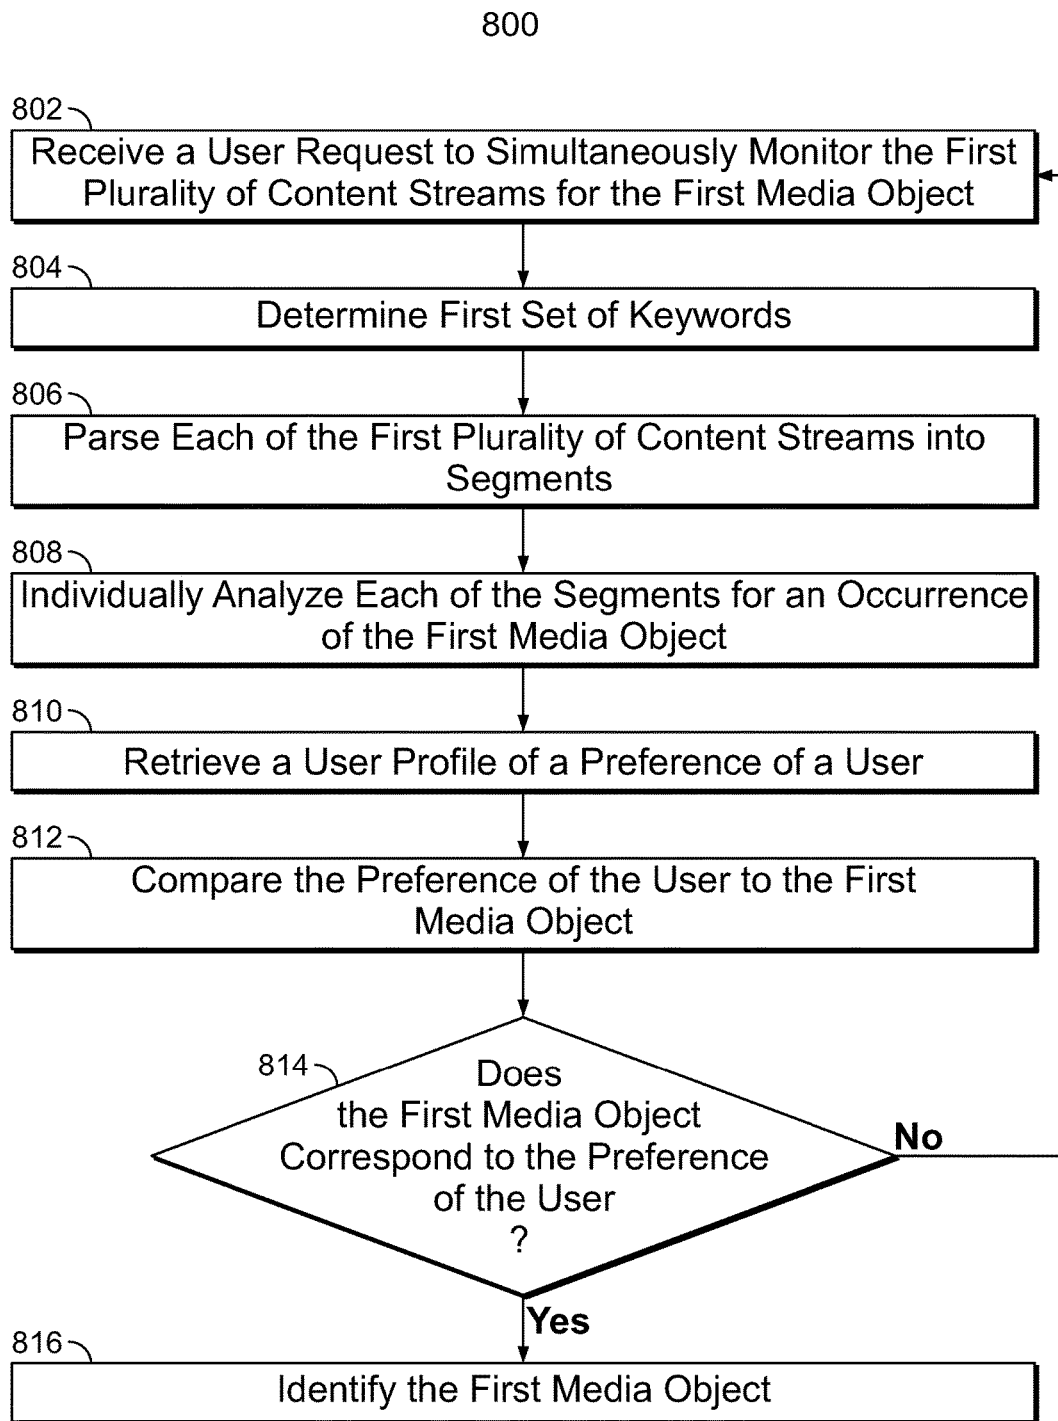 800
802
Receive a User Request to Simultaneously Monitor the First
Plurality of Content Streams for the First Media Object
804
Determine First Set of Keywords
806
Parse Each of the First Plurality of Content Streams into
Segments
808
Individually Analyze Each of the Segments for an Occurrence
of the First Media Object
810
Retrieve a User Profile of a Preference of a User
812
Compare the Preference of the User to the First
Media Object
814
Does
the First Media Object
Correspond to the Preference
of the User
?
No
Yes
816
Identify the First Media Object